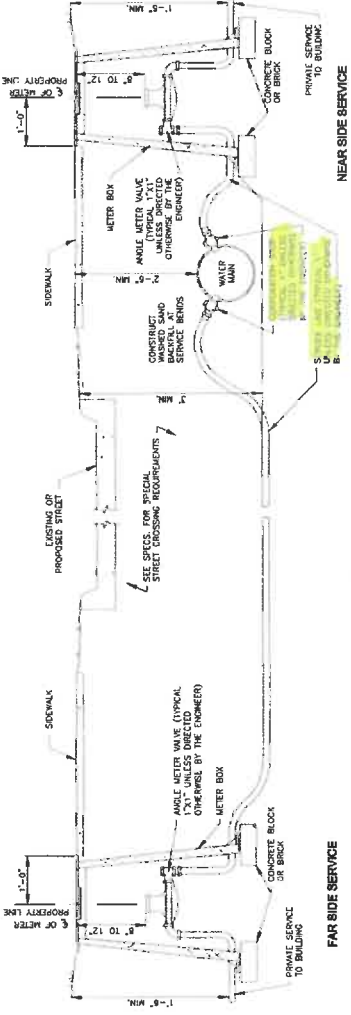 FAR SIDE SERVICE
PRIVATE SERVICE
TO BUILDING
1'-6" MIN.
8" TO 12"
℄ OF METER
PROPERTY LINE
1'-0"
CONCRETE BLOCK
OR BRICK
METER BOX
ANGLE METER VALVE (TYPICAL
1"X1" UNLESS DIRECTED
OTHERWISE BY THE ENGINEER)
SIDEWALK
SEE SPECS. FOR SPECIAL
STREET CROSSING REQUIREMENTS
EXISTING OR
PROPOSED STREET
3' MIN.
CONSTRUCT
WASHED SAND
BACKFILL AT
SERVICE BENDS
2'-6" MIN.
WATER
MAIN
SIDEWALK
METER BOX
ANGLE METER VALVE
(TYPICAL 1"X1"
UNLESS DIRECTED
OTHERWISE BY THE
ENGINEER)
1'-0"
℄ OF METER
PROPERTY LINE
8" TO 12"
1'-6" MIN.
CONCRETE BLOCK
OR BRICK
PRIVATE SERVICE
TO BUILDING
NEAR SIDE SERVICE